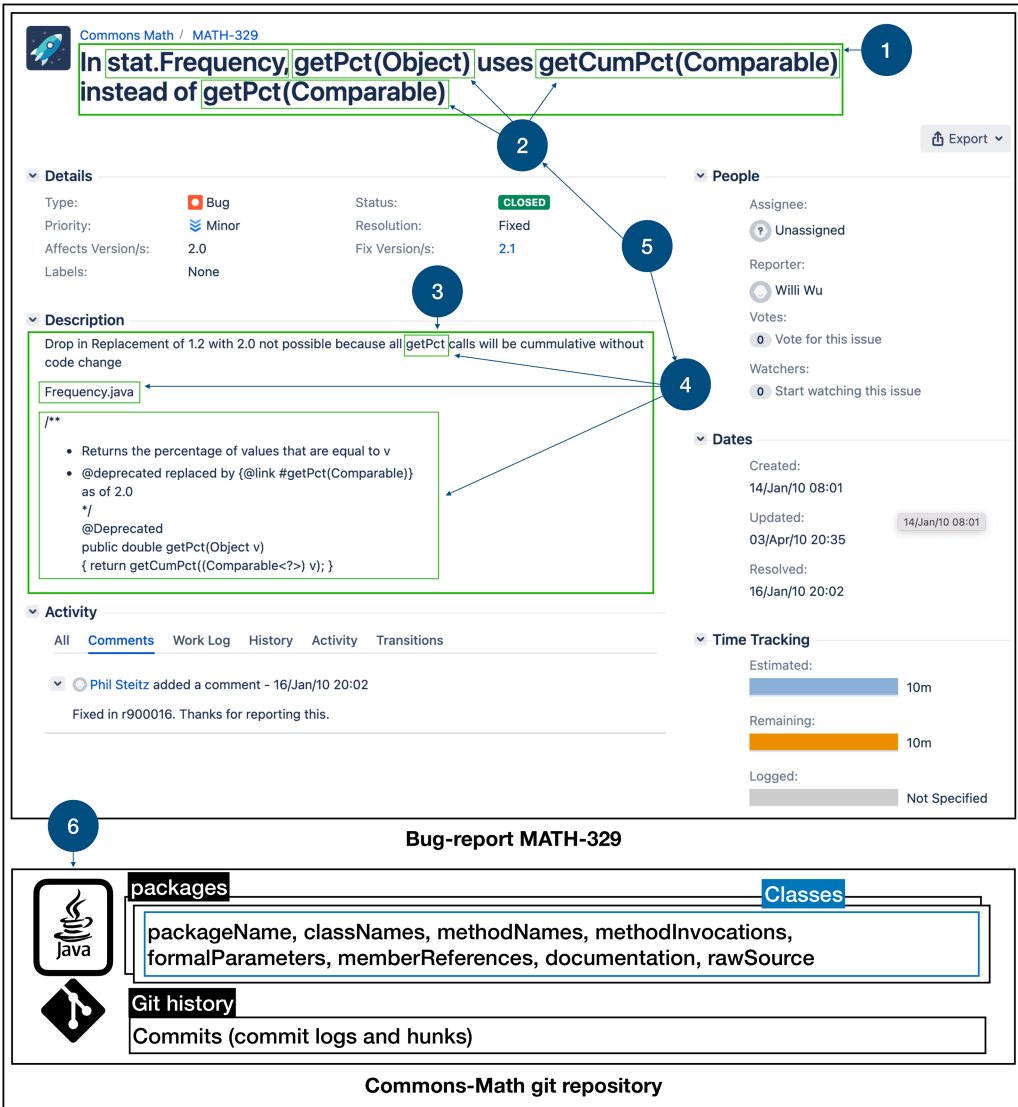 Commons Math / MATH-329
In stat.Frequency, getPct(Object) uses getCumPct(Comparable)
instead of getPct(Comparable)
1
2
Export
Details
Type: Bug
Status: CLOSED
Priority: Minor
Resolution: Fixed
Affects Version/s: 2.0
Fix Version/s: 2.1
Labels: None
5
3
People
Assignee:
? Unassigned
Reporter:
Willi Wu
Votes:
0 Vote for this issue
Watchers:
0 Start watching this issue
Description
Drop in Replacement of 1.2 with 2.0 not possible because all getPct calls will be cummulative without
code change
4
Frequency.java
/**
• Returns the percentage of values that are equal to v
• @deprecated replaced by {@link #getPct(Comparable)}
as of 2.0
*/
@Deprecated
public double getPct(Object v)
{ return getCumPct((Comparable<?>) v); }
Dates
Created:
14/Jan/10 08:01
Updated:
14/Jan/10 08:01
03/Apr/10 20:35
Resolved:
16/Jan/10 20:02
Activity
All Comments Work Log History Activity Transitions
Phil Steitz added a comment - 16/Jan/10 20:02
Fixed in r900016. Thanks for reporting this.
Time Tracking
Estimated:
10m
Remaining:
10m
Logged:
Not Specified
6
Bug-report MATH-329
Java
packages
Classes
packageName, classNames, methodNames, methodInvocations,
formalParameters, memberReferences, documentation, rawSource
Git history
Commits (commit logs and hunks)
Commons-Math git repository